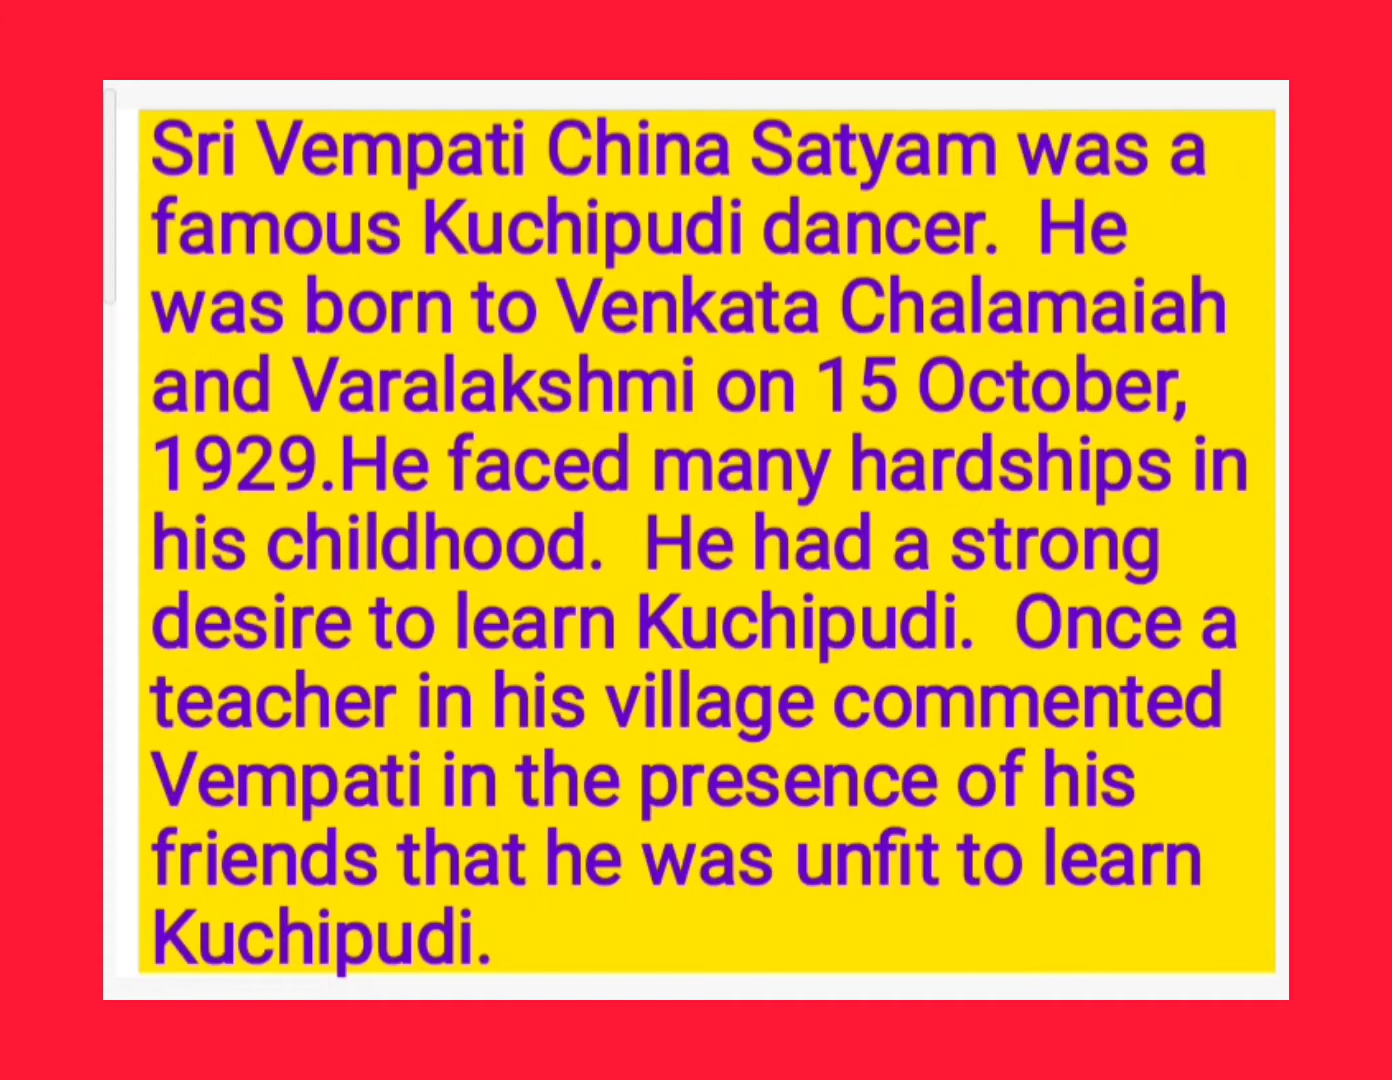 Sri Vempati China Satyam was a
famous Kuchipudi dancer.  He
was born to Venkata Chalamaiah
and Varalakshmi on 15 October,
1929.He faced many hardships in
his childhood.  He had a strong
desire to learn Kuchipudi.  Once a
teacher in his village commented
Vempati in the presence of his
friends that he was unfit to learn
Kuchipudi.